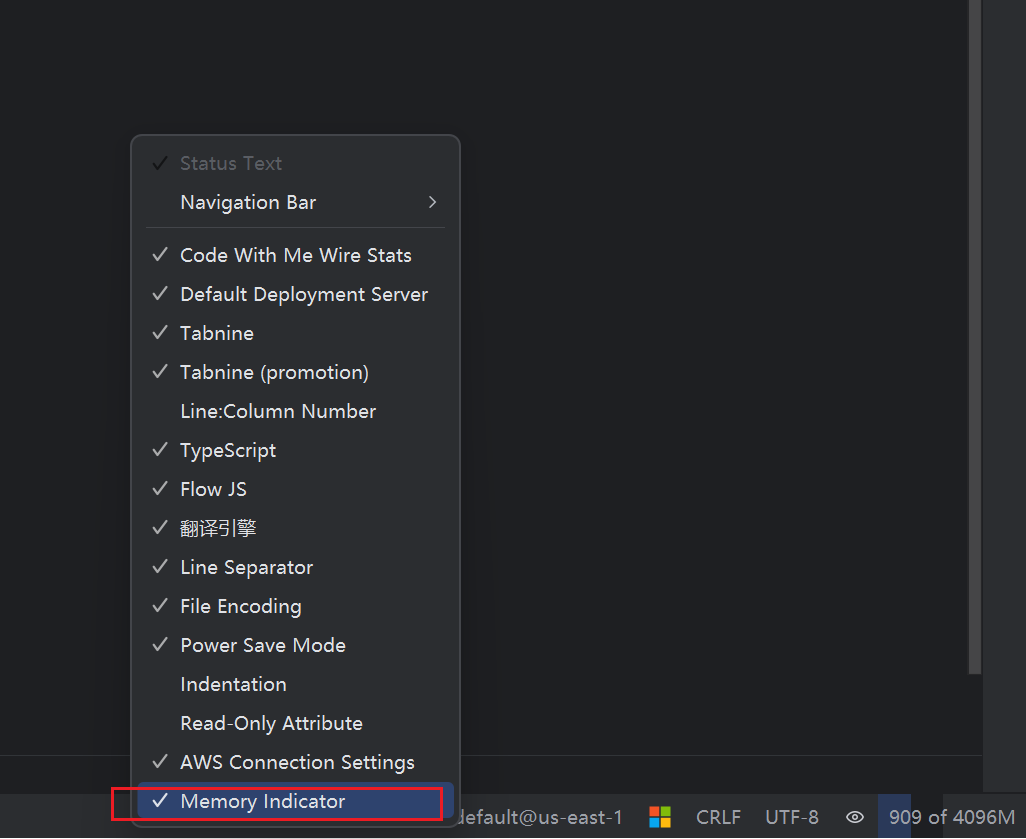 Status Text
Navigation Bar
Code With Me Wire Stats
Default Deployment Server
Tabnine
Tabnine (promotion)
Line:Column Number
TypeScript
Flow JS
翻译引擎
Line Separator
File Encoding
Power Save Mode
Indentation
Read-Only Attribute
AWS Connection Settings
Memory Indicator
default@us-east-1 CRLF UTF-8 909 of 4096M